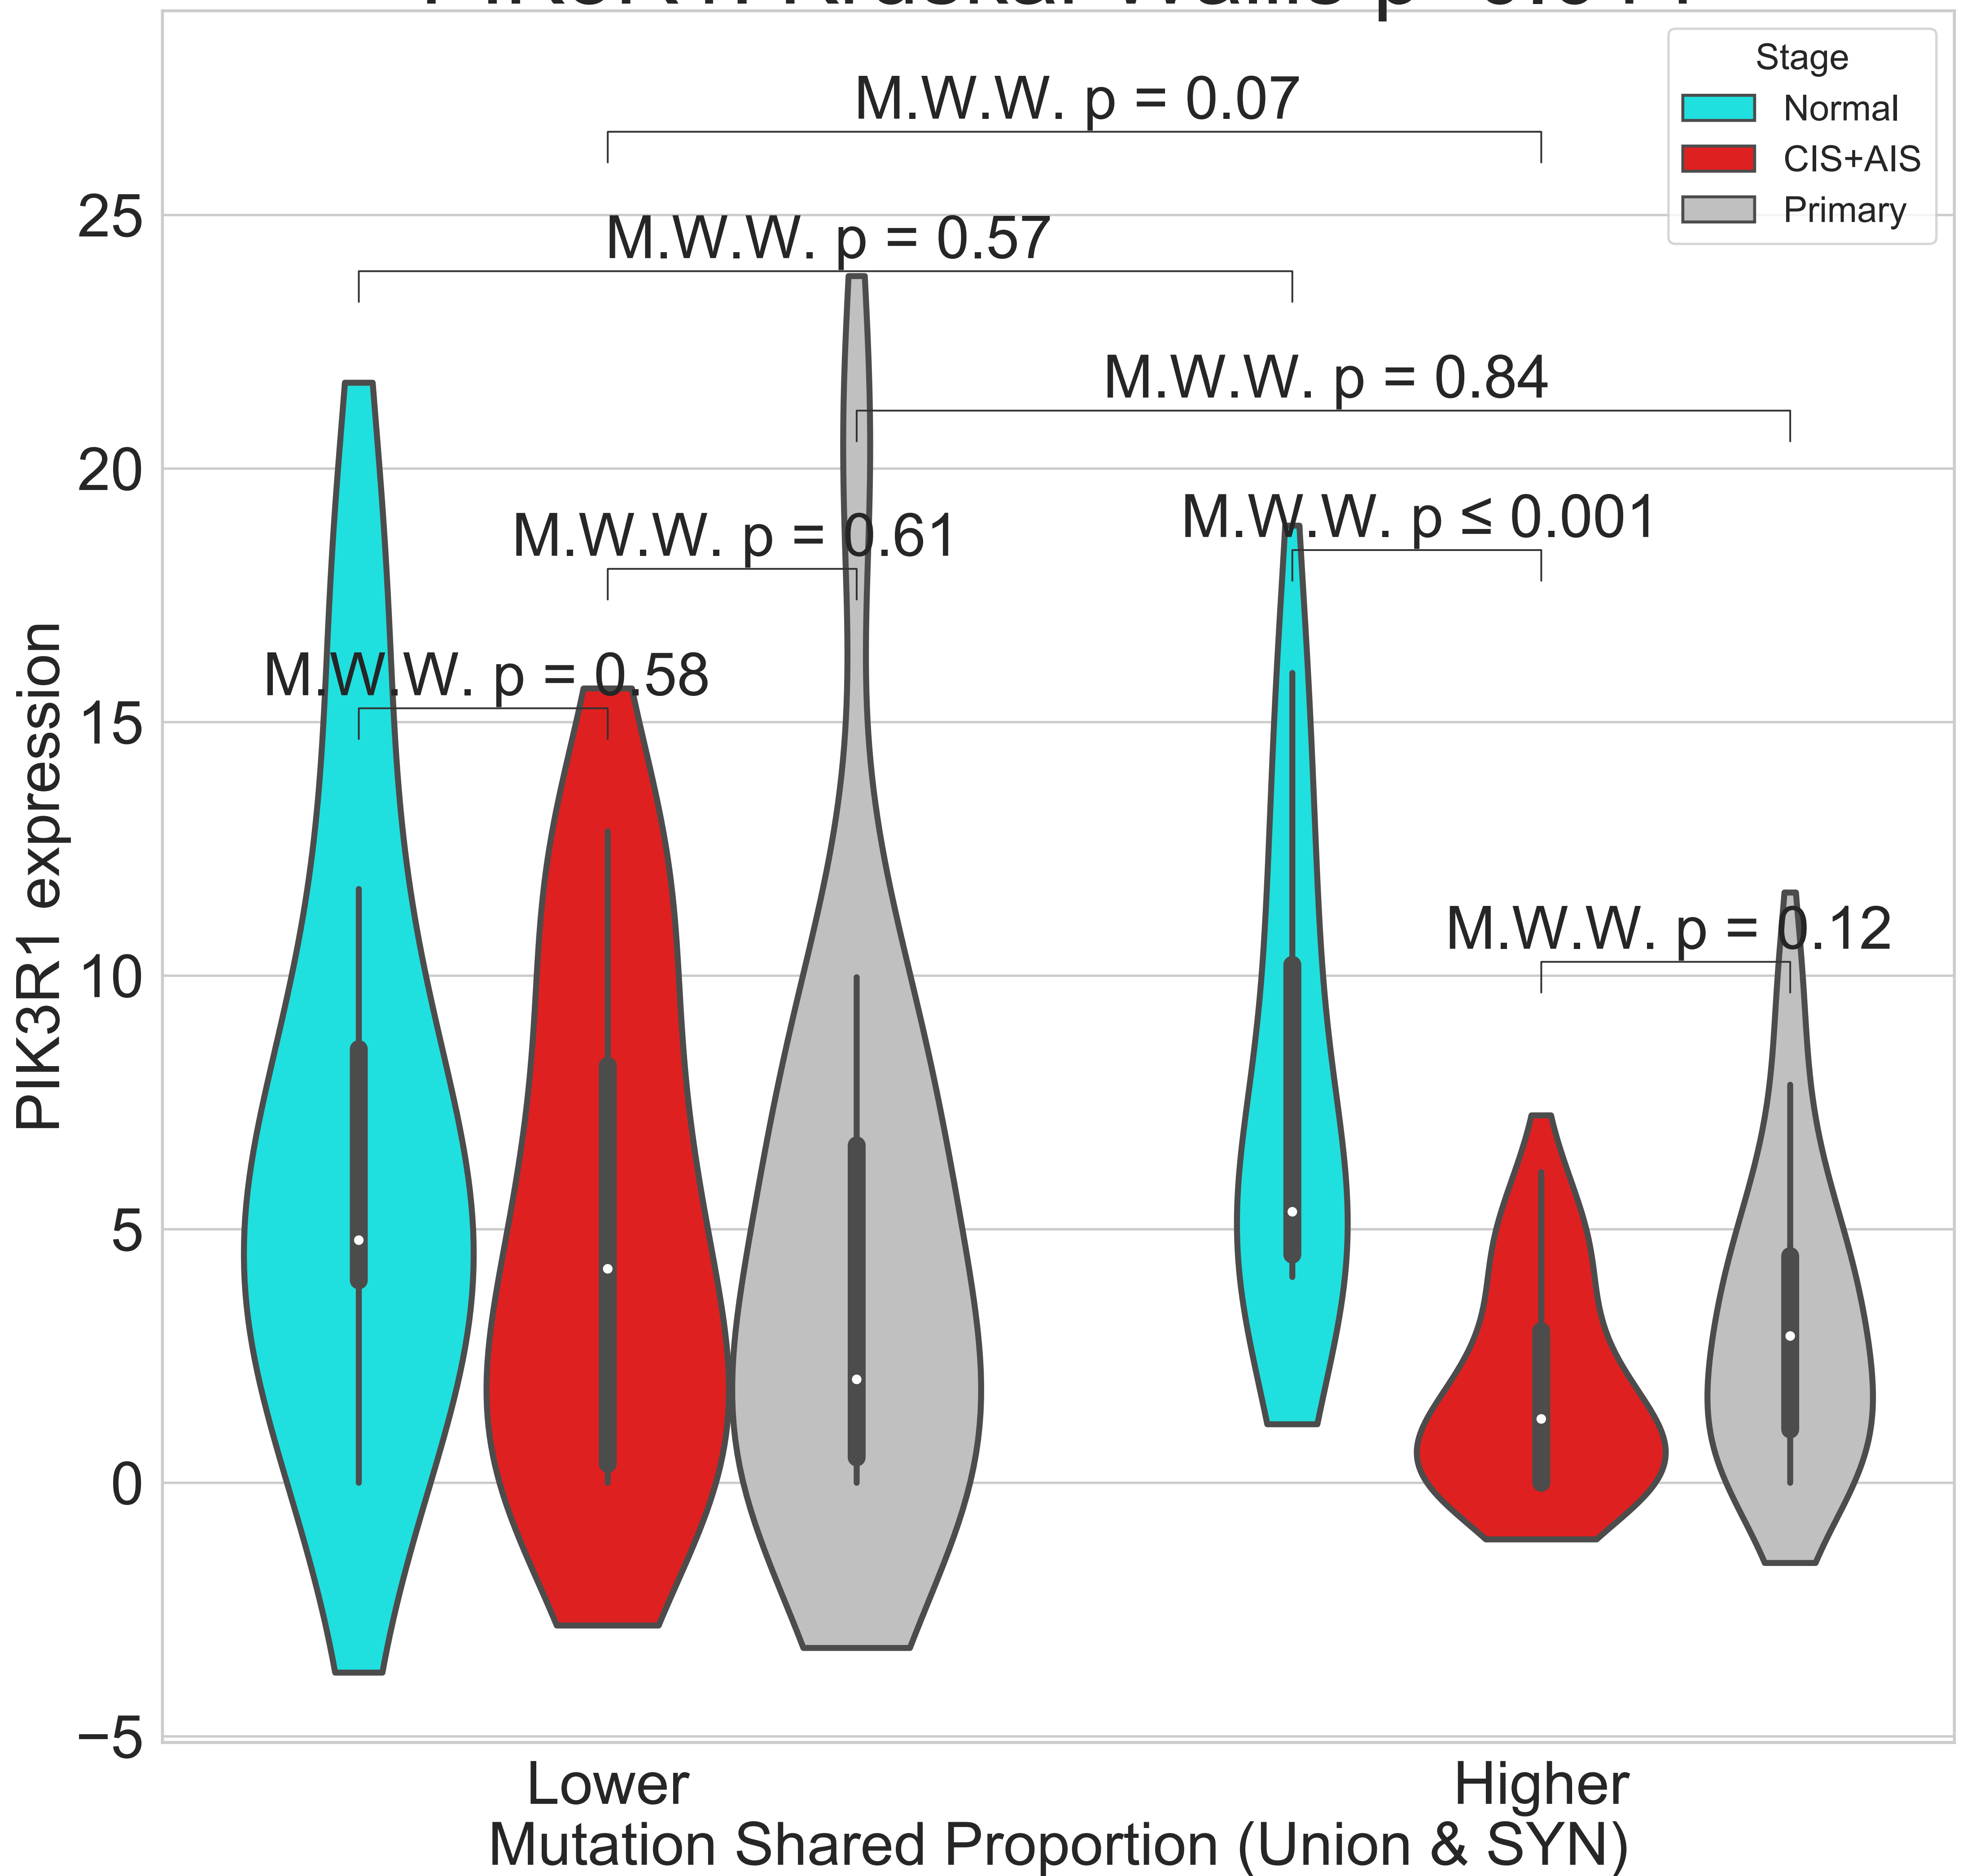 Stage
Normal
CIS+AIS
Primary
M.W.W. p = 0.07
M.W.W. p = 0.57
M.W.W. p = 0.84
M.W.W. p ≤ 0.001
M.W.W. p = 0.61
M.W.W. p = 0.58
M.W.W. p = 0.12
25
20
15
10
5
0
−5
PIK3R1 expression
Lower
Higher
Mutation Shared Proportion (Union & SYN)